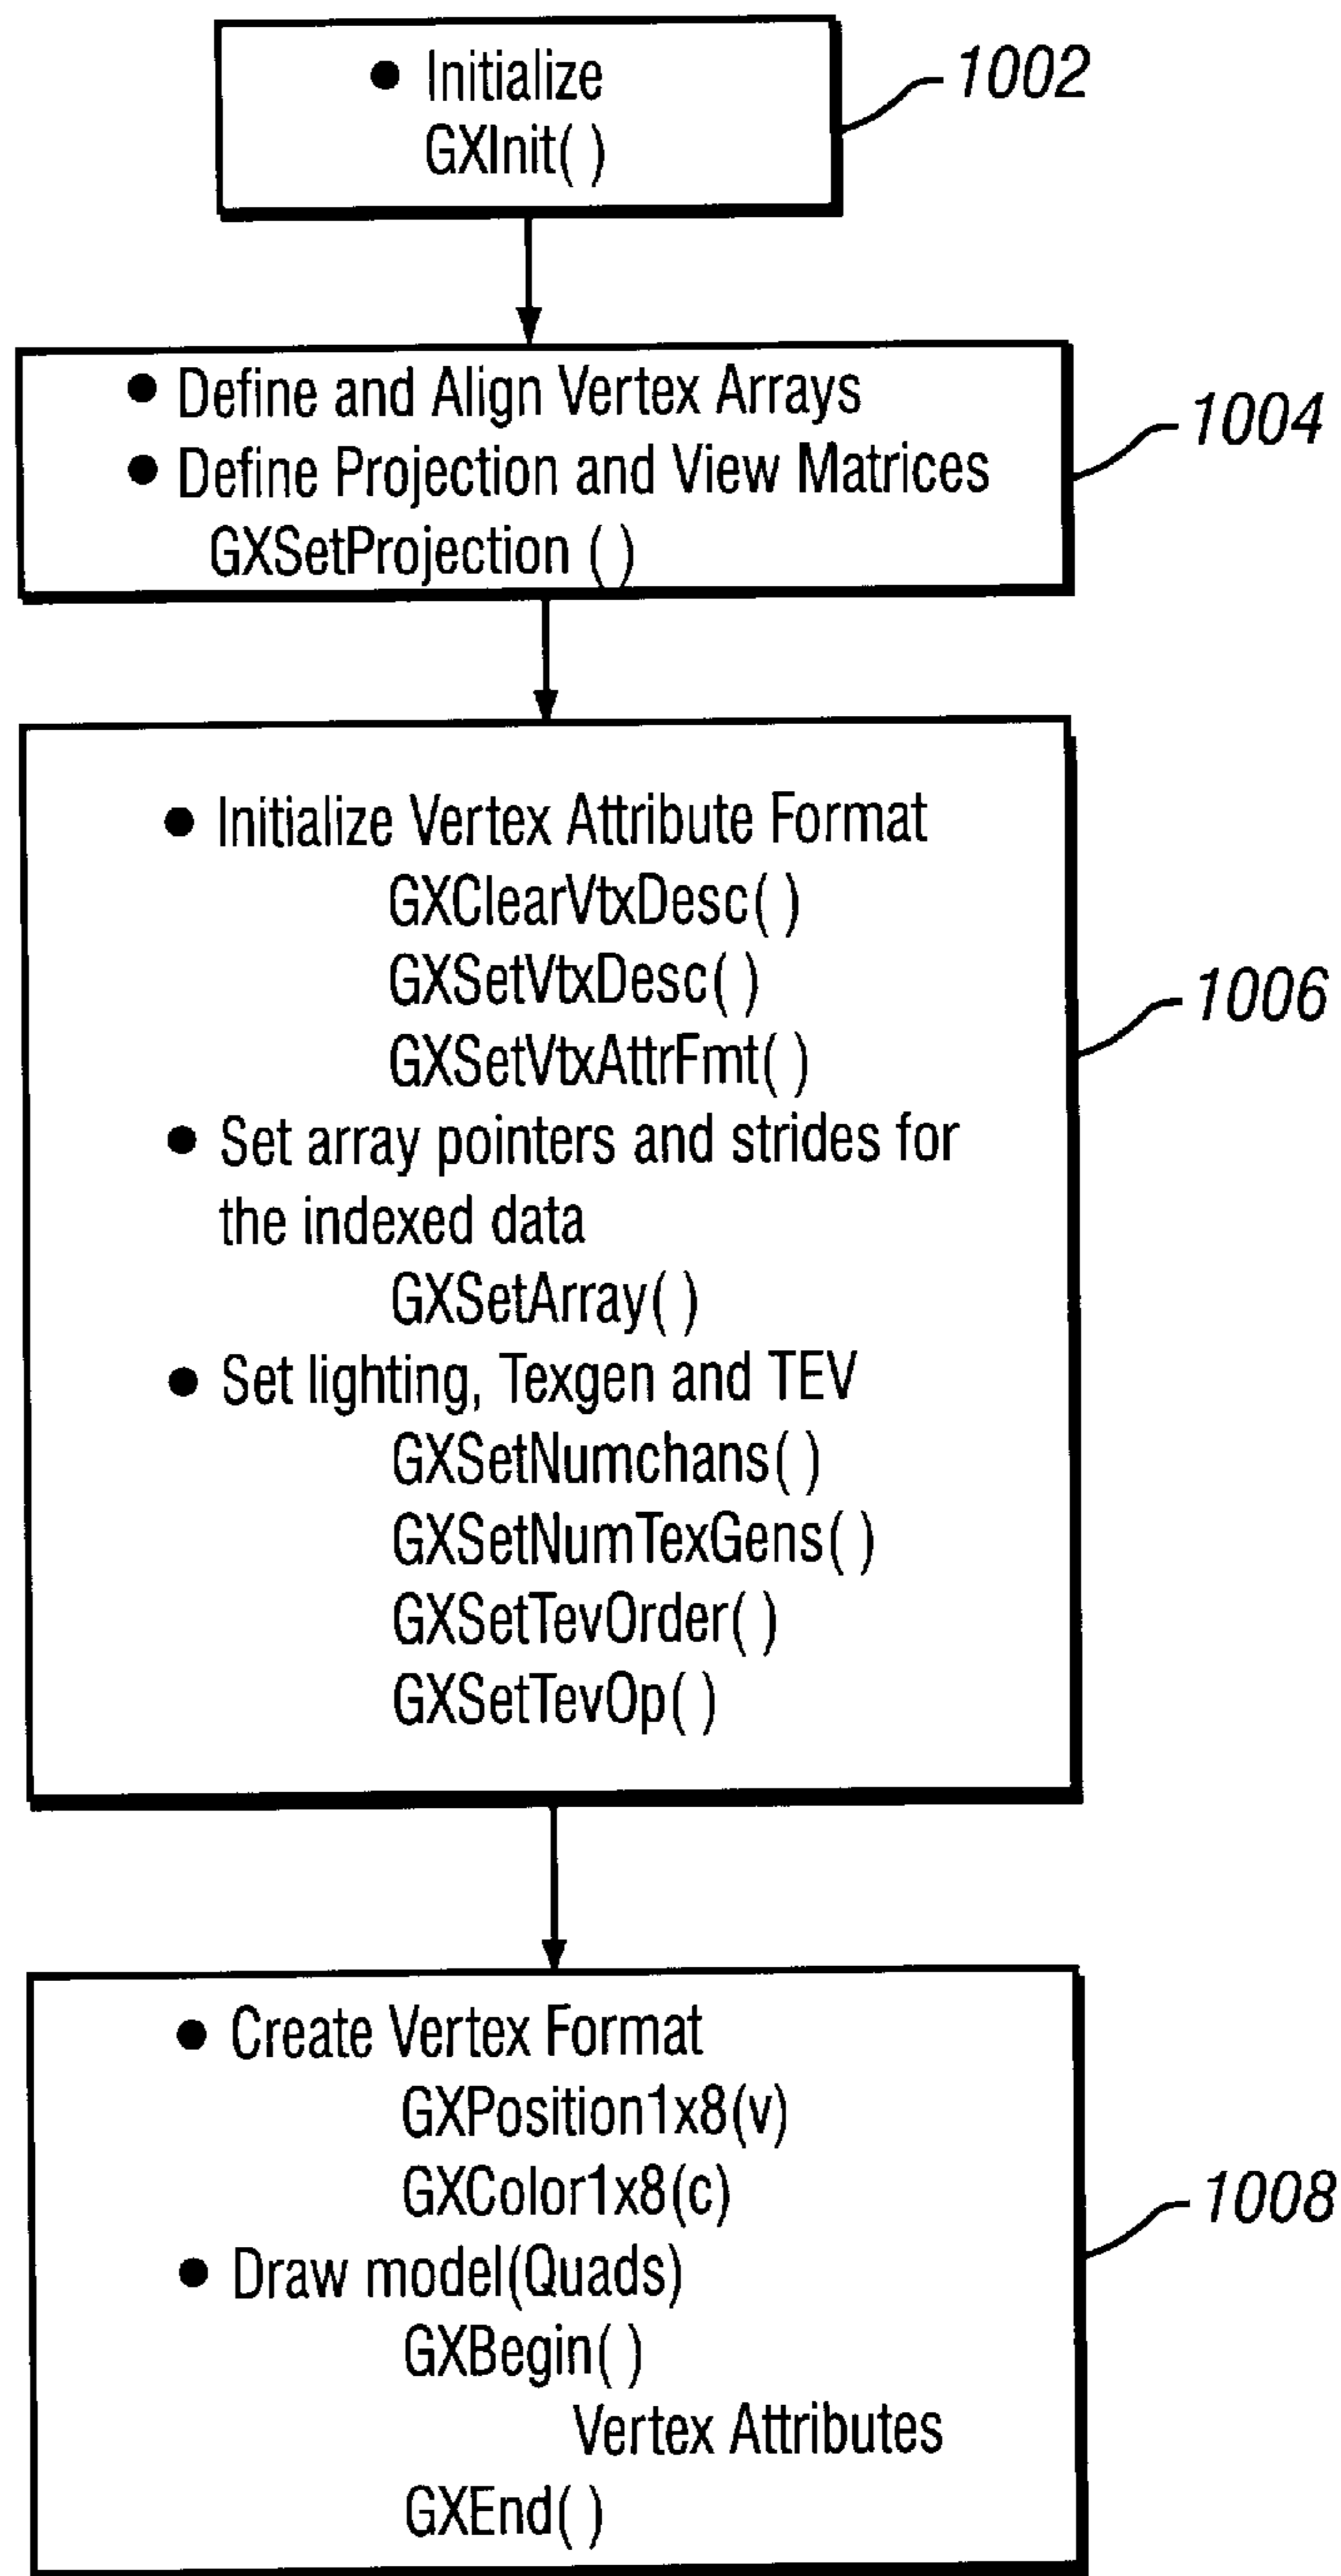 • Initialize
GXInit( )
1002
• Define and Align Vertex Arrays
• Define Projection and View Matrices
GXSetProjection ( )
1004
• Initialize Vertex Attribute Format
GXClearVtxDesc( )
GXSetVtxDesc( )
GXSetVtxAttrFmt( )
• Set array pointers and strides for
the indexed data
GXSetArray( )
• Set lighting, Texgen and TEV
GXSetNumchans( )
GXSetNumTexGens( )
GXSetTevOrder( )
GXSetTevOp( )
1006
• Create Vertex Format
GXPosition1x8(v)
GXColor1x8(c)
• Draw model(Quads)
GXBegin( )
Vertex Attributes
GXEnd( )
1008